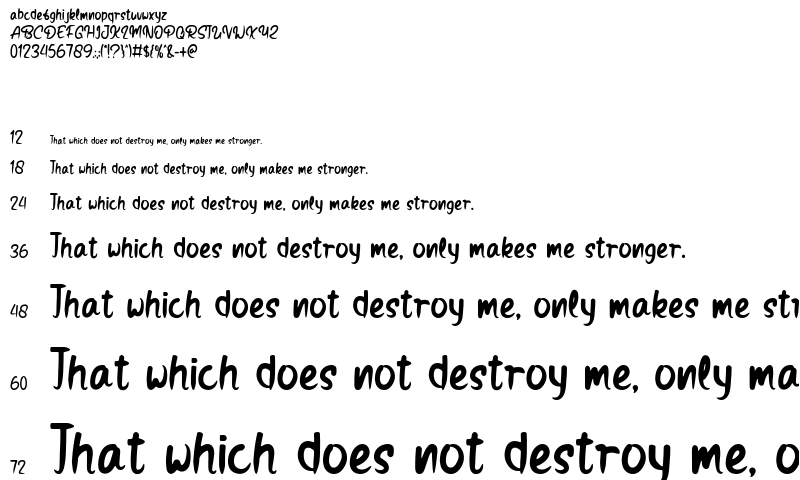 abcdefghijklmnopqrstuvwxyz
ABCDEFGHIJKLMNOPQRSTUVWXYZ
0123456789.:,;("!?}')#$(%^&-+@
12 That which does not destroy me, only makes me stronger.
18 That which does not destroy me, only makes me stronger.
24 That which does not destroy me, only makes me stronger.
36 That which does not destroy me, only makes me stronger.
48 That which does not destroy me, only makes me str
60 That which does not destroy me, only ma
72 That which does not destroy me, o